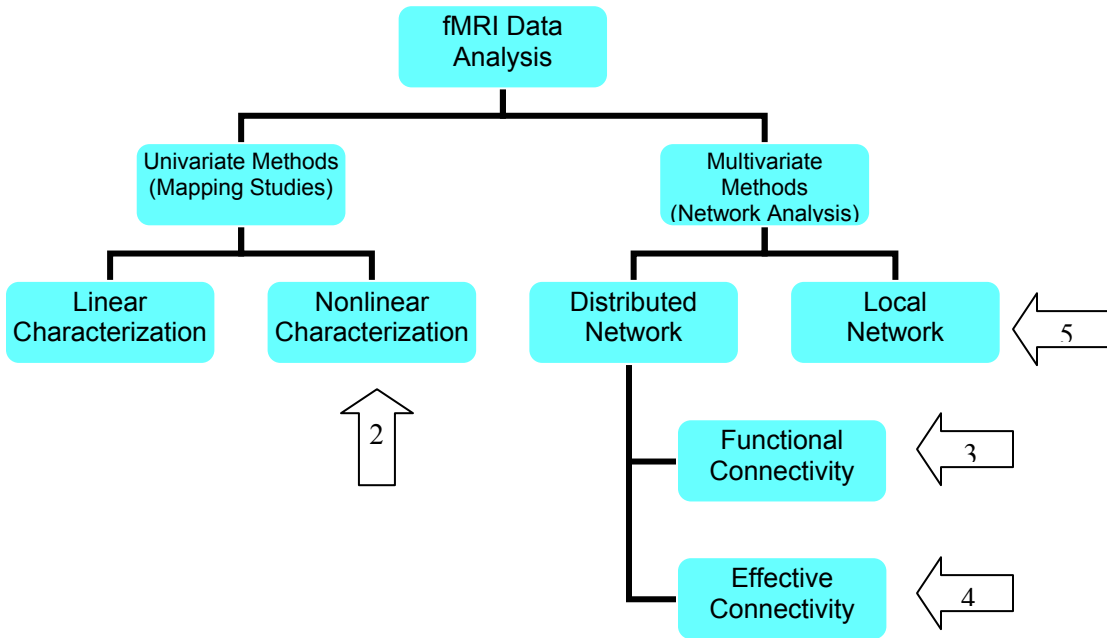 fMRI Data
Analysis
Univariate Methods
(Mapping Studies)
Multivariate
Methods
(Network Analysis)
Linear
Characterization
Nonlinear
Characterization
Distributed
Network
Local
Network
5
2
Functional
Connectivity
3
Effective
Connectivity
4